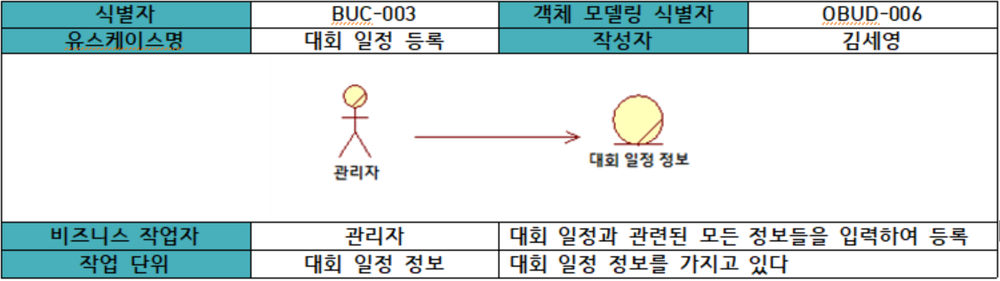 식별자 BUC-003 객체 모델링 식별자 OBUD-006
유스케이스명 대회 일정 등록 작성자 김세영
관리자
대회 일정 정보
비즈니스 작업자 관리자 대회 일정과 관련된 모든 정보들을 입력하여 등록
작업 단위 대회 일정 정보 대회 일정 정보를 가지고 있다